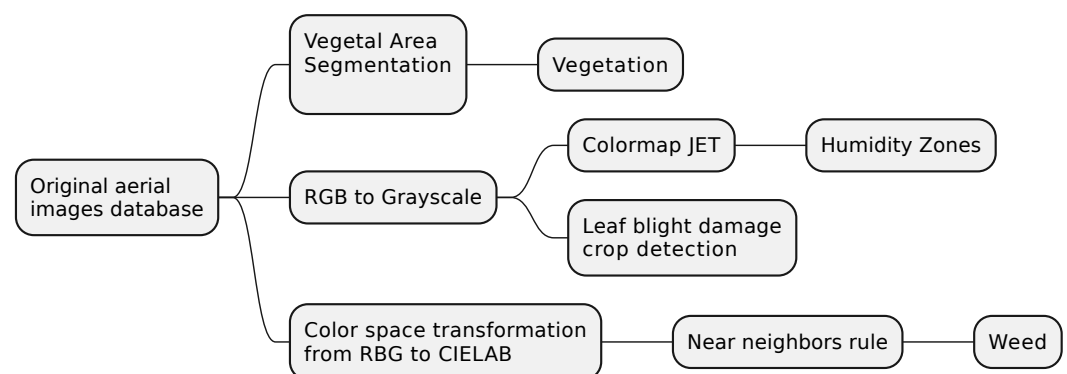 Vegetal Area
Segmentation
Vegetation
Colormap JET
Humidity Zones
Original aerial
images database
RGB to Grayscale
Leaf blight damage
crop detection
Color space transformation
from RBG to CIELAB
Near neighbors rule
Weed